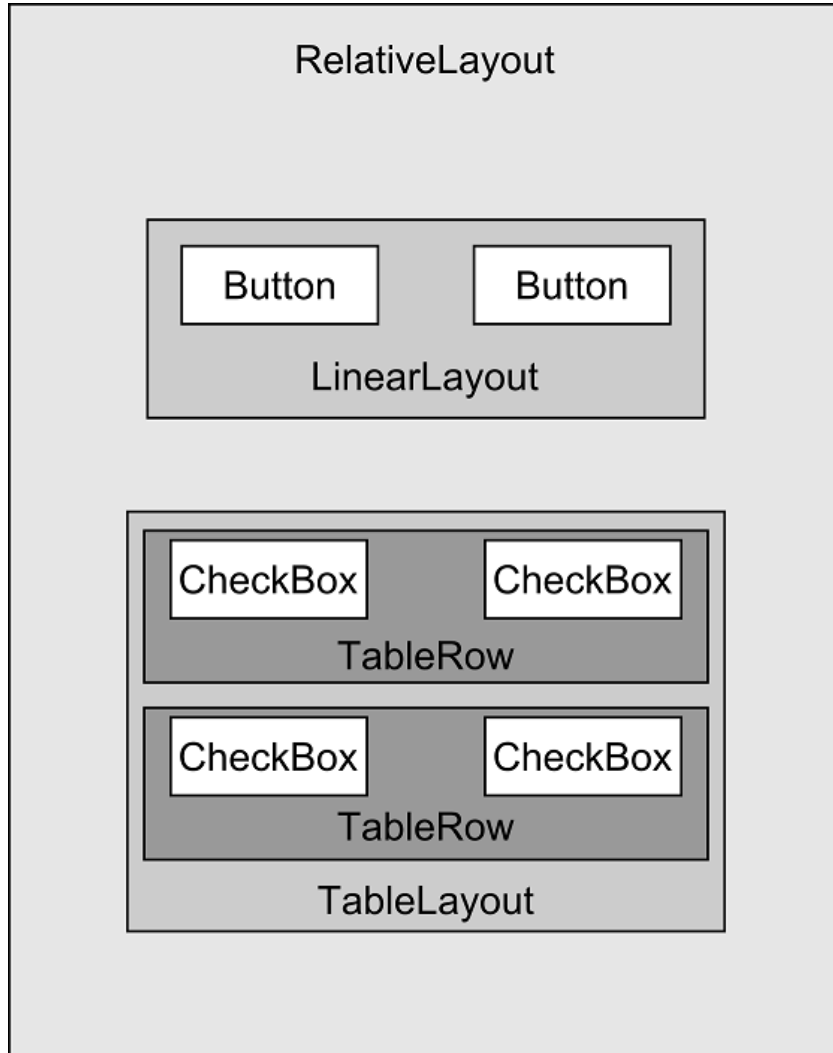 RelativeLayout
Button Button
LinearLayout
CheckBox CheckBox
TableRow
CheckBox CheckBox
TableRow
TableLayout